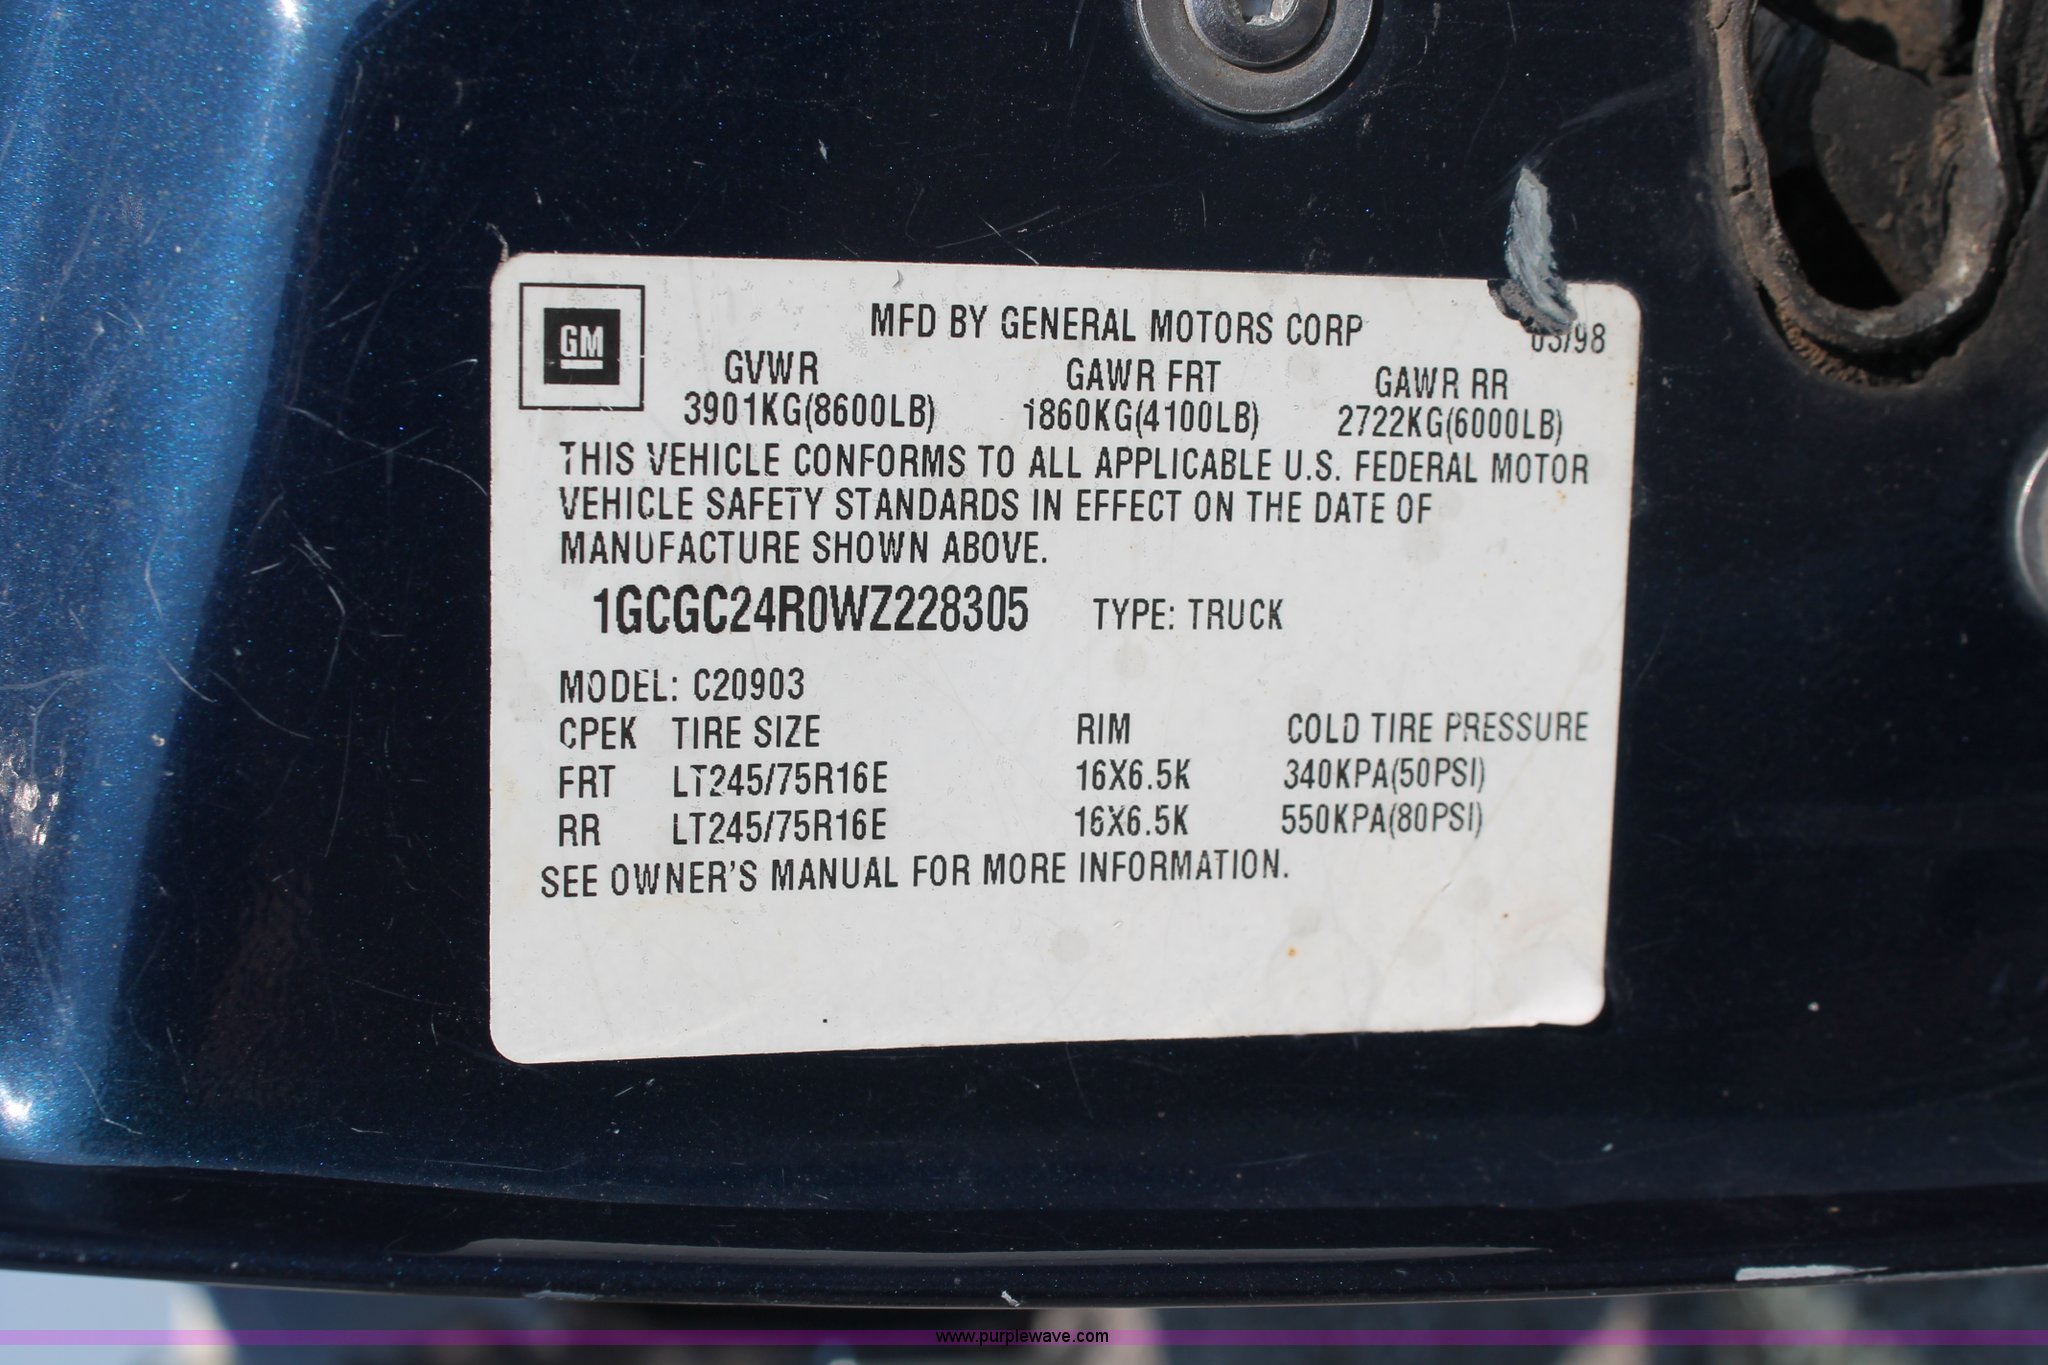 GM
MFD BY GENERAL MOTORS CORP
03/98
GVWR GAWR FRT GAWR RR
3901KG(8600LB) 1860KG(4100LB) 2722KG(6000LB)
THIS VEHICLE CONFORMS TO ALL APPLICABLE U.S. FEDERAL MOTOR
VEHICLE SAFETY STANDARDS IN EFFECT ON THE DATE OF
MANUFACTURE SHOWN ABOVE.
1GCGC24R0WZ228305 TYPE: TRUCK
MODEL: C20903
CPEK TIRE SIZE RIM COLD TIRE PRESSURE
FRT LT245/75R16E 16X6.5K 340KPA(50PSI)
RR LT245/75R16E 16X6.5K 550KPA(80PSI)
SEE OWNER'S MANUAL FOR MORE INFORMATION.
www.purplewave.com